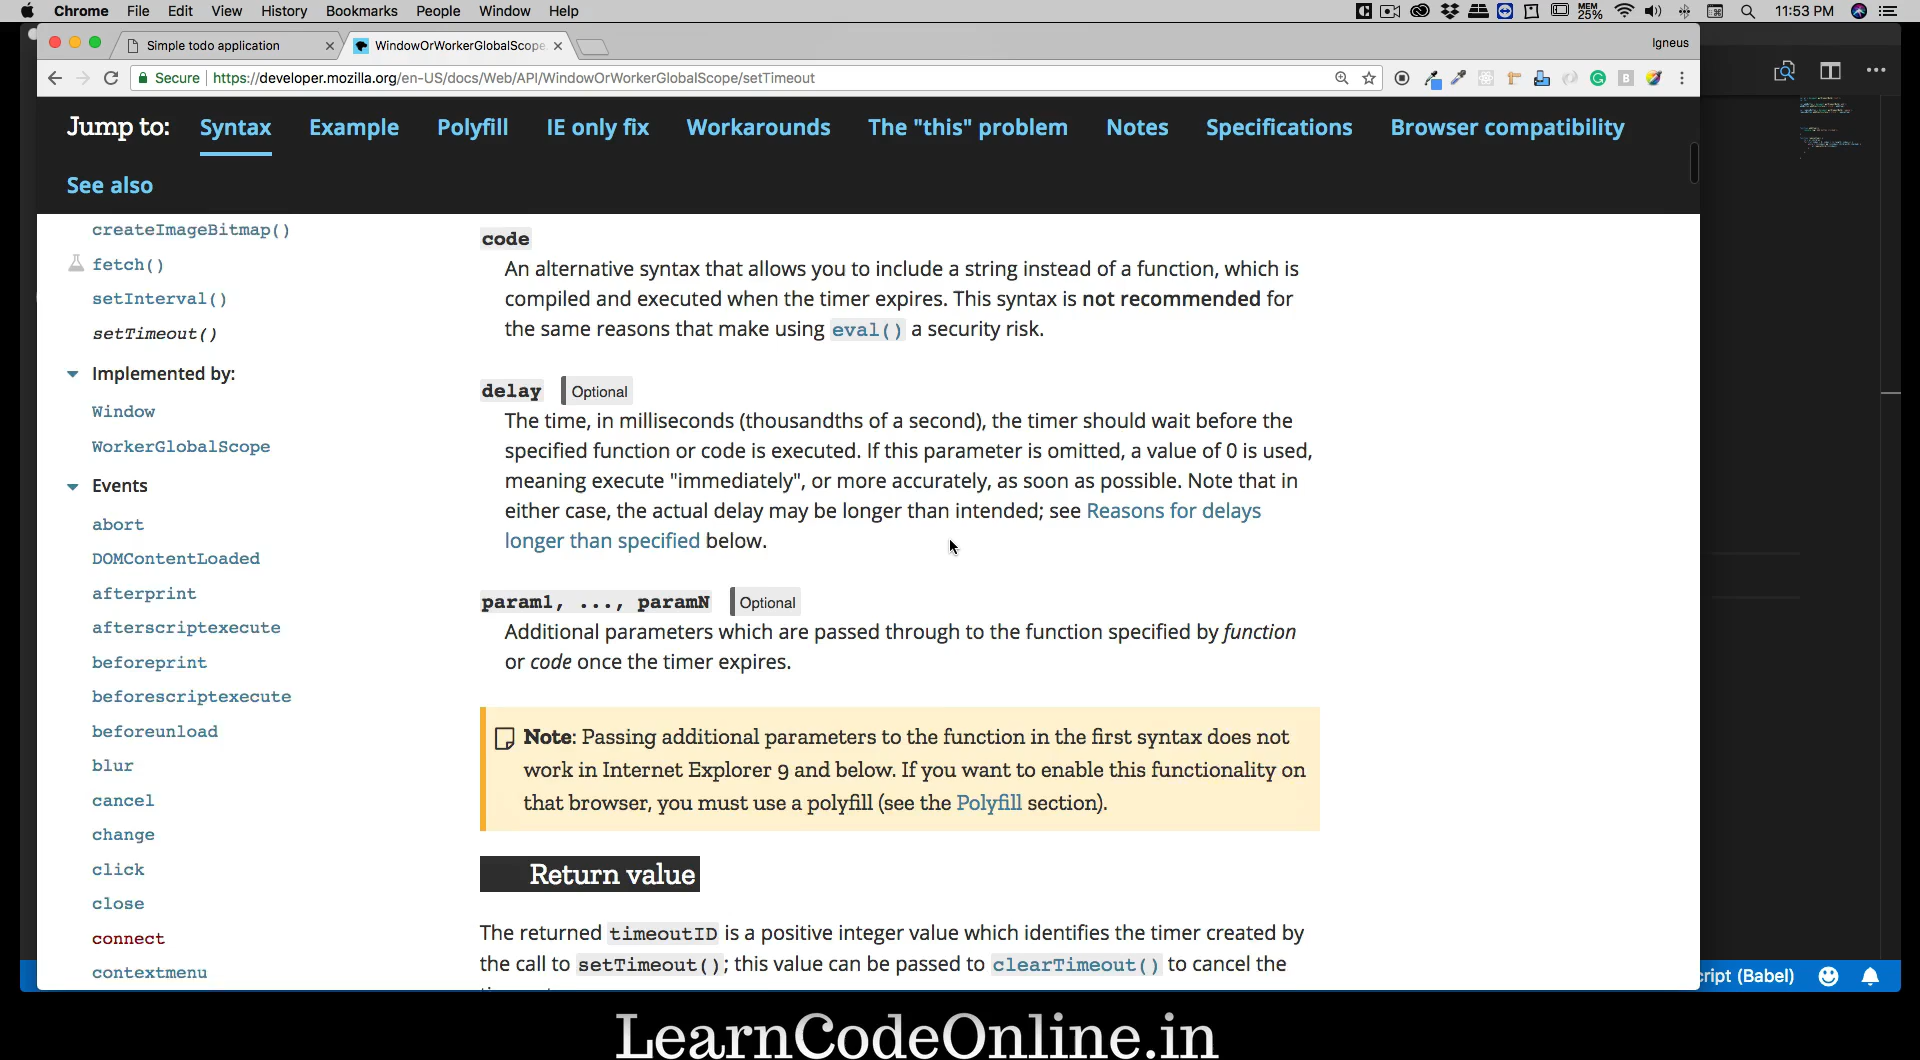 Chrome File Edit View History Bookmarks People Window Help MEM 25% 11:53 PM
Simple todo application WindowOrWorkerGlobalScope Igneus
Secure https://developer.mozilla.org/en-US/docs/Web/API/WindowOrWorkerGlobalScope/setTimeout
Jump to: Syntax Example Polyfill IE only fix Workarounds The "this" problem Notes Specifications Browser compatibility
See also
createImageBitmap()
fetch()
setInterval()
setTimeout()
Implemented by:
Window
WorkerGlobalScope
Events
abort
DOMContentLoaded
afterprint
afterscriptexecute
beforeprint
beforescriptexecute
beforeunload
blur
cancel
change
click
close
connect
contextmenu
code
An alternative syntax that allows you to include a string instead of a function, which is
compiled and executed when the timer expires. This syntax is not recommended for
the same reasons that make using eval() a security risk.
delay Optional
The time, in milliseconds (thousandths of a second), the timer should wait before the
specified function or code is executed. If this parameter is omitted, a value of 0 is used,
meaning execute "immediately", or more accurately, as soon as possible. Note that in
either case, the actual delay may be longer than intended; see Reasons for delays
longer than specified below.
param1, ..., paramN Optional
Additional parameters which are passed through to the function specified by function
or code once the timer expires.
Note: Passing additional parameters to the function in the first syntax does not
work in Internet Explorer 9 and below. If you want to enable this functionality on
that browser, you must use a polyfill (see the Polyfill section).
Return value
The returned timeoutID is a positive integer value which identifies the timer created by
the call to setTimeout(); this value can be passed to clearTimeout() to cancel the
cript (Babel)
LearnCodeOnline.in